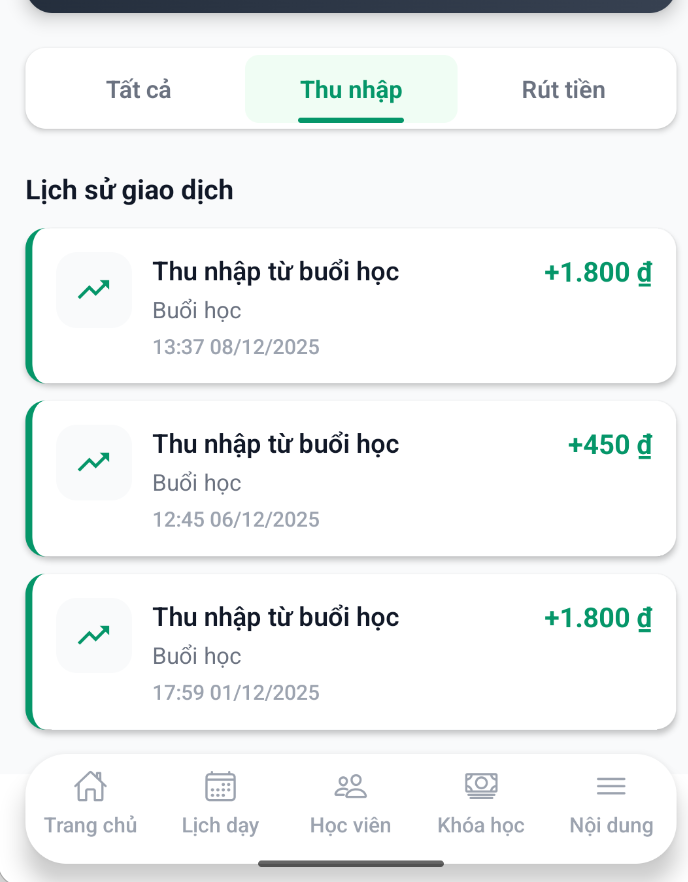 Tất cả
Thu nhập
Rút tiền
Lịch sử giao dịch
Thu nhập từ buổi học
+1.800 ₫
Buổi học
13:37 08/12/2025
Thu nhập từ buổi học
+450 ₫
Buổi học
12:45 06/12/2025
Thu nhập từ buổi học
+1.800 ₫
Buổi học
17:59 01/12/2025
Trang chủ
Lịch dạy
Học viên
Khóa học
Nội dung